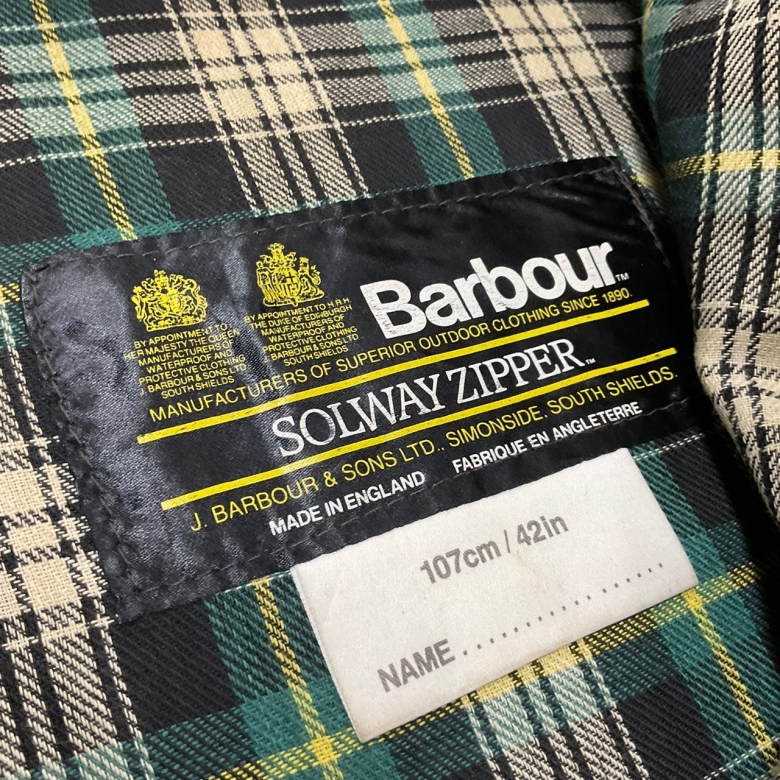 BY APPOINTMENT TO
HER MAJESTY THE QUEEN
MANUFACTURERS OF
WATERPROOF AND
PROTECTIVE CLOTHING
J. BARBOUR & SONS LTD
SOUTH SHIELDS
BY APPOINTMENT TO H.R.H.
THE DUKE OF EDINBURGH
MANUFACTURERS OF
WATERPROOF AND
PROTECTIVE CLOTHING
J. BARBOUR & SONS LTD
SOUTH SHIELDS
Barbour™
MANUFACTURERS OF SUPERIOR OUTDOOR CLOTHING SINCE 1890.
SOLWAY ZIPPER™
J. BARBOUR & SONS LTD., SIMONSIDE, SOUTH SHIELDS.
MADE IN ENGLAND FABRIQUE EN ANGLETERRE
107cm / 42in
NAME....................